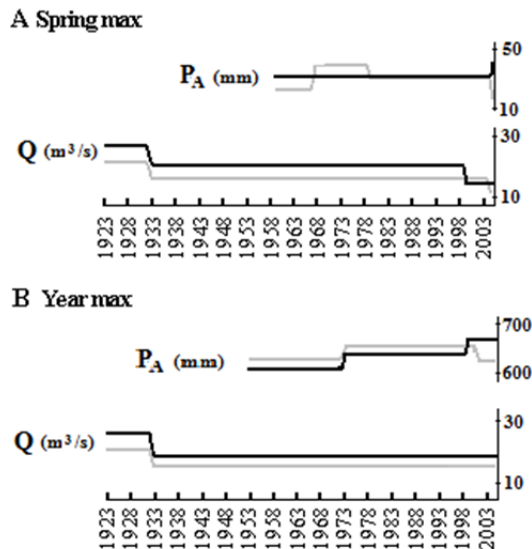 A Spring max
50
P_A (mm)
10
30
Q (m³/s)
10
1923 1928 1933 1938 1943 1948 1953 1958 1963 1968 1973 1978 1983 1988 1993 1998 2003
B Year max
700
P_A (mm)
600
30
Q (m³/s)
10
1923 1928 1933 1938 1943 1948 1953 1958 1963 1968 1973 1978 1983 1988 1993 1998 2003